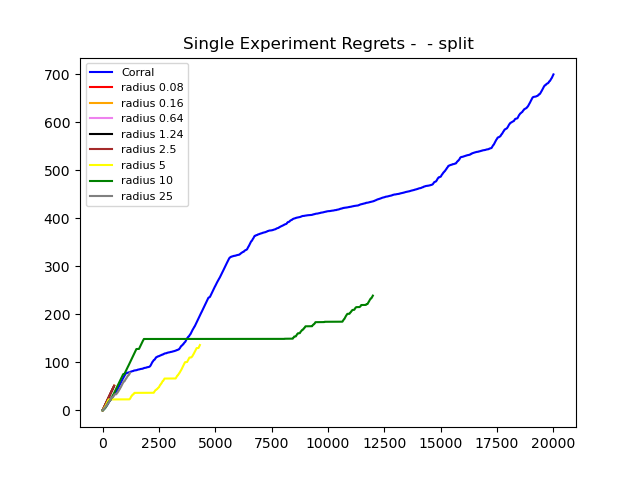 Single Experiment Regrets -  - split
Corral
radius 0.08
radius 0.16
radius 0.64
radius 1.24
radius 2.5
radius 5
radius 10
radius 25
700
600
500
400
300
200
100
0
0 2500 5000 7500 10000 12500 15000 17500 20000